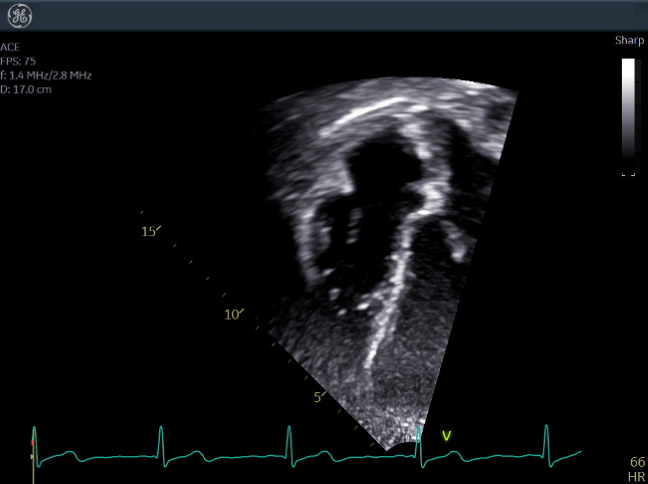 Sharp
ACE
FPS: 75
f: 1.4 MHz/2.8 MHz
D: 17.0 cm
15
10
5
V
66
HR